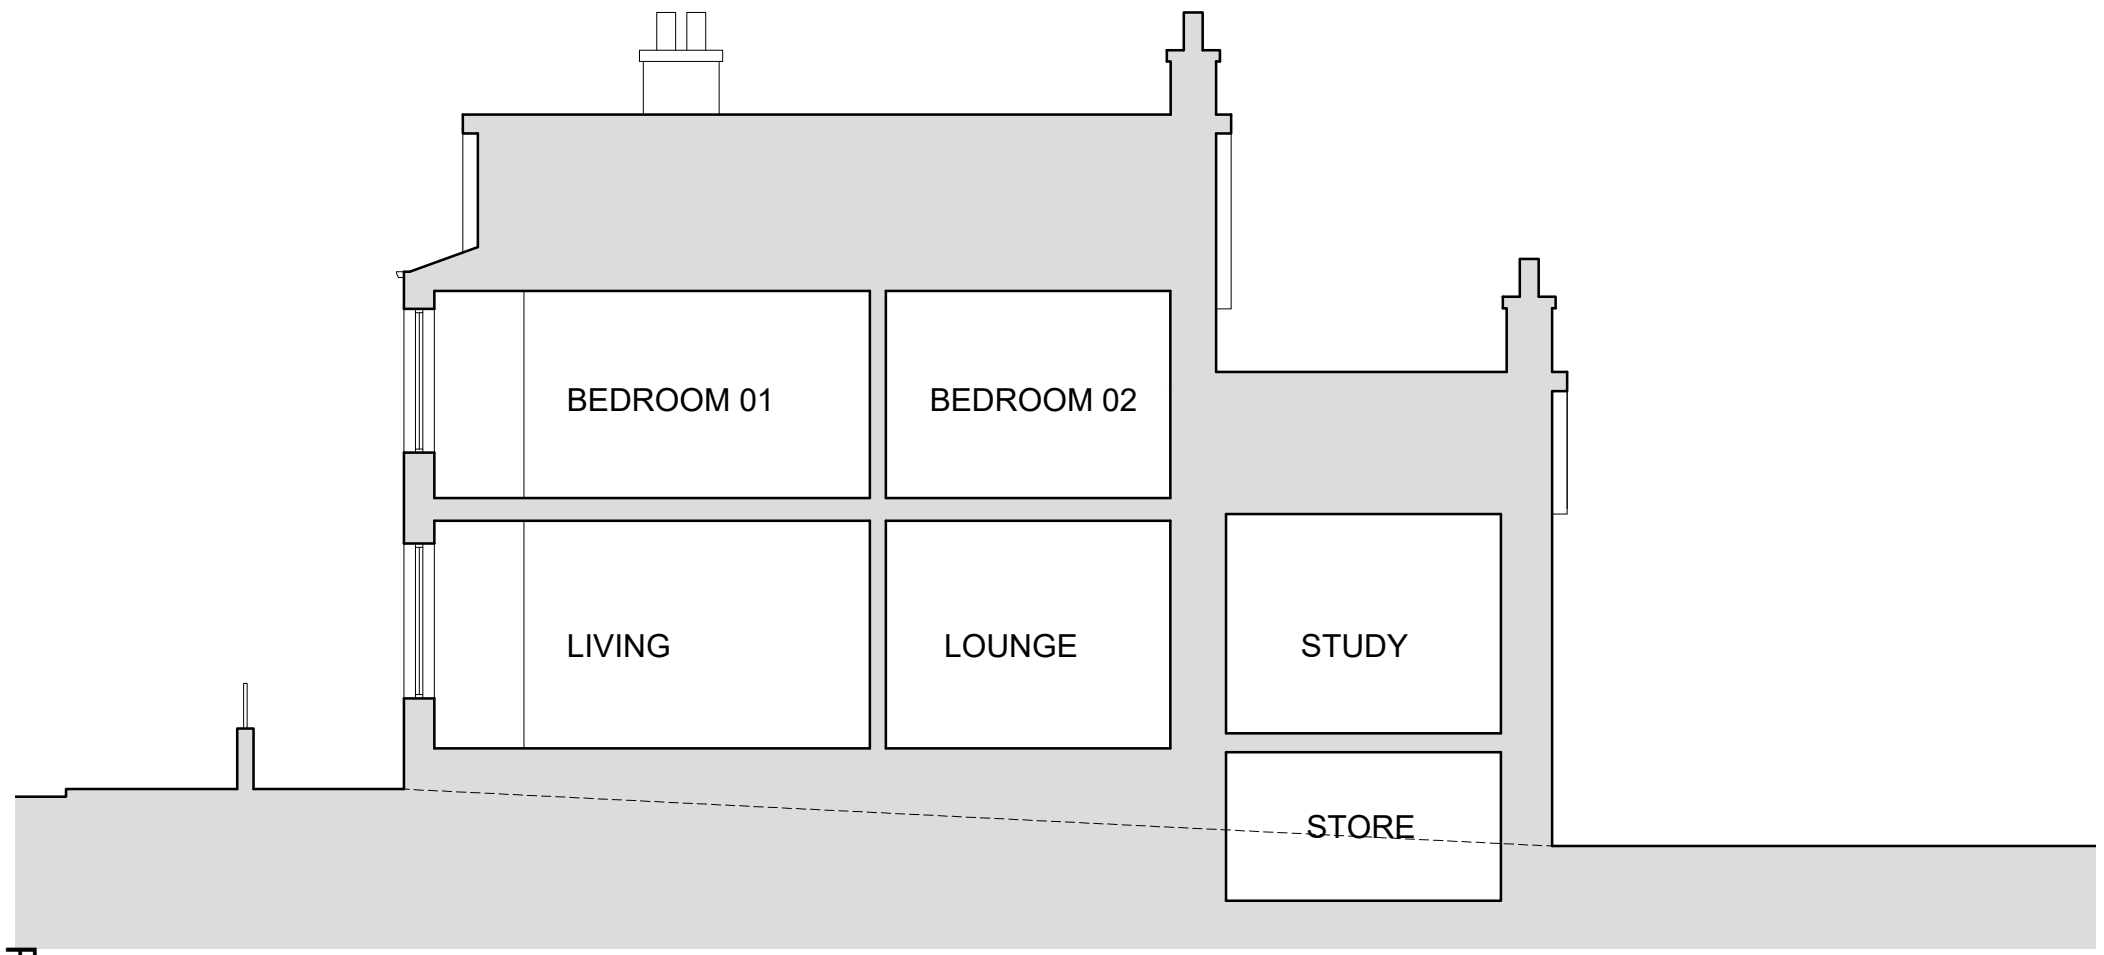 BEDROOM 01
BEDROOM 02
LIVING
LOUNGE
STUDY
STORE